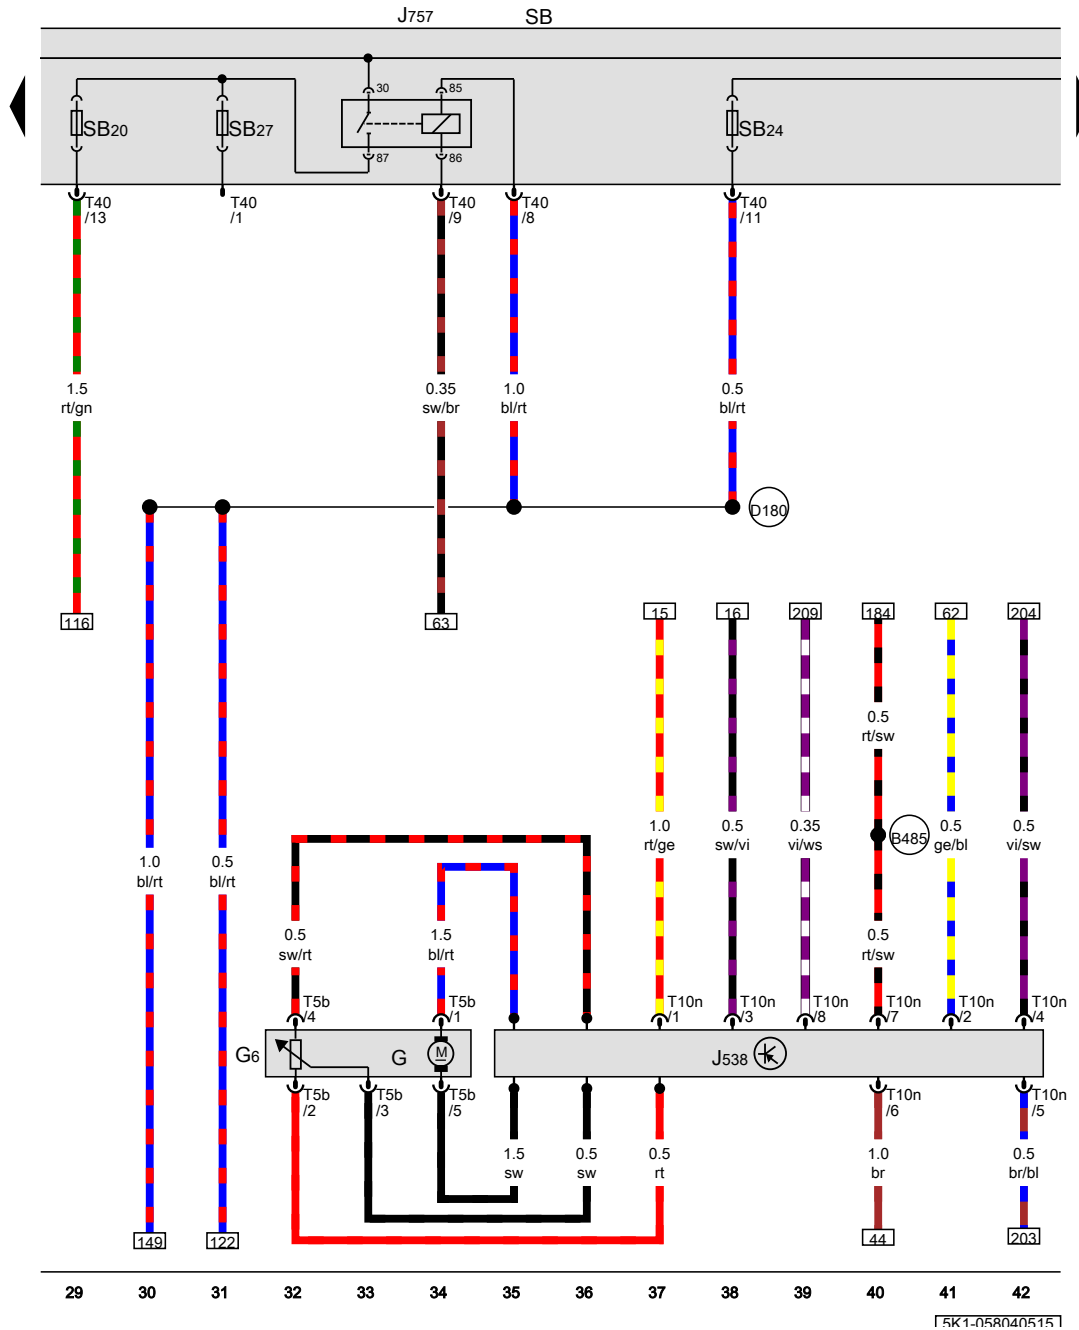 J757 SB
30 85
SB20 SB27 SB24
87 86
T40 T40 T40 T40 T40
/13 /1 /9 /8 /11
1.5 0.35 1.0 0.5
rt/gn sw/br bl/rt bl/rt
D180
116 63 15 16 209 184 62 204
0.5
rt/sw
1.0 0.5 0.35 B485 0.5 0.5
rt/ge sw/vi vi/ws ge/bl vi/sw
1.0 0.5
bl/rt bl/rt
0.5 1.5 0.5
sw/rt bl/rt rt/sw
T5b T5b T10n T10n T10n T10n T10n T10n
/4 /1 /1 /3 /8 /7 /2 /4
G6 G M J538
T5b T5b T5b T10n T10n
/2 /3 /5 /6 /5
1.5 0.5 0.5 1.0 0.5
sw sw rt br br/bl
149 122 44 203
29 30 31 32 33 34 35 36 37 38 39 40 41 42
5K1-058040515